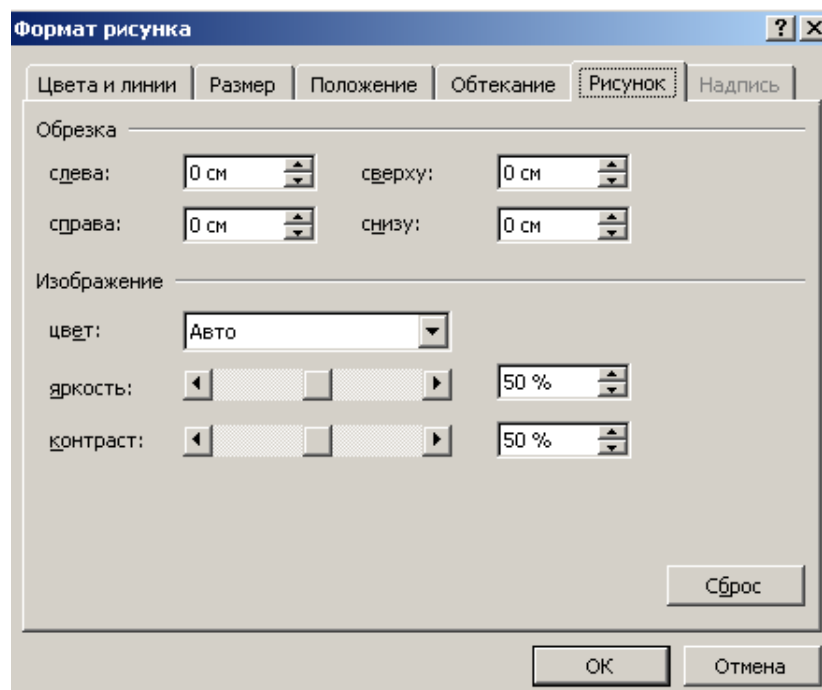 Формат рисунка
Цвета и линии Размер Положение Обтекание Рисунок Надпись
Обрезка
слева: 0 см сверху: 0 см
справа: 0 см снизу: 0 см
Изображение
цвет: Авто
яркость: 50 %
контраст: 50 %
Сброс
ОК Отмена